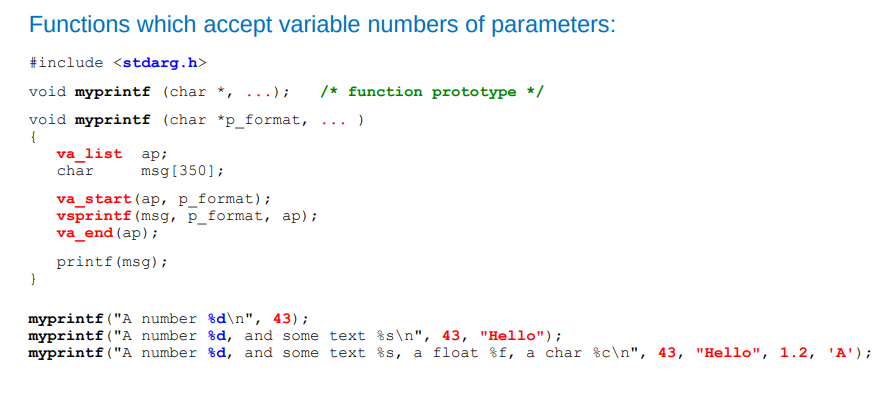 Functions which accept variable numbers of parameters:
#include <stdarg.h>
void myprintf (char *, ...);   /* function prototype */
void myprintf (char *p_format, ... )
{
   va_list  ap;
   char     msg[350];
   va_start(ap, p_format);
   vsprintf(msg, p_format, ap);
   va_end(ap);
   printf(msg);
}
myprintf("A number %d\n", 43);
myprintf("A number %d, and some text %s\n", 43, "Hello");
myprintf("A number %d, and some text %s, a float %f, a char %c\n", 43, "Hello", 1.2, 'A');